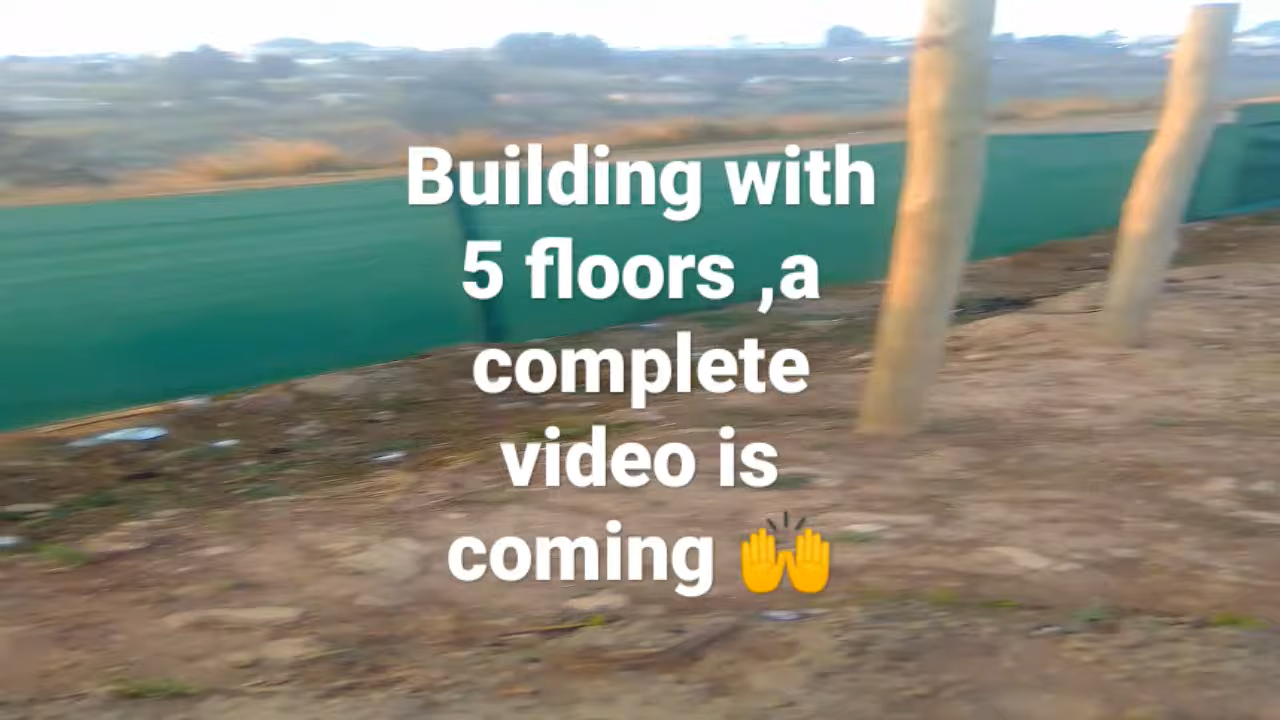 Building with
5 floors ,a
complete
video is
coming 🙌